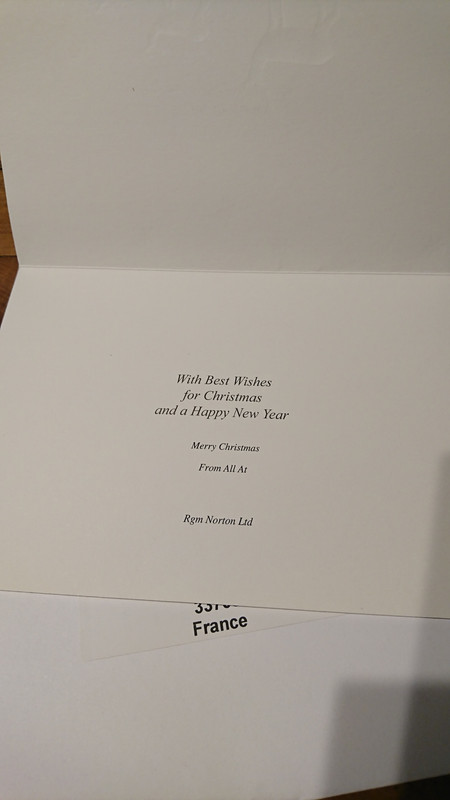 With Best Wishes
for Christmas
and a Happy New Year
Merry Christmas
From All At
Rgm Norton Ltd
France